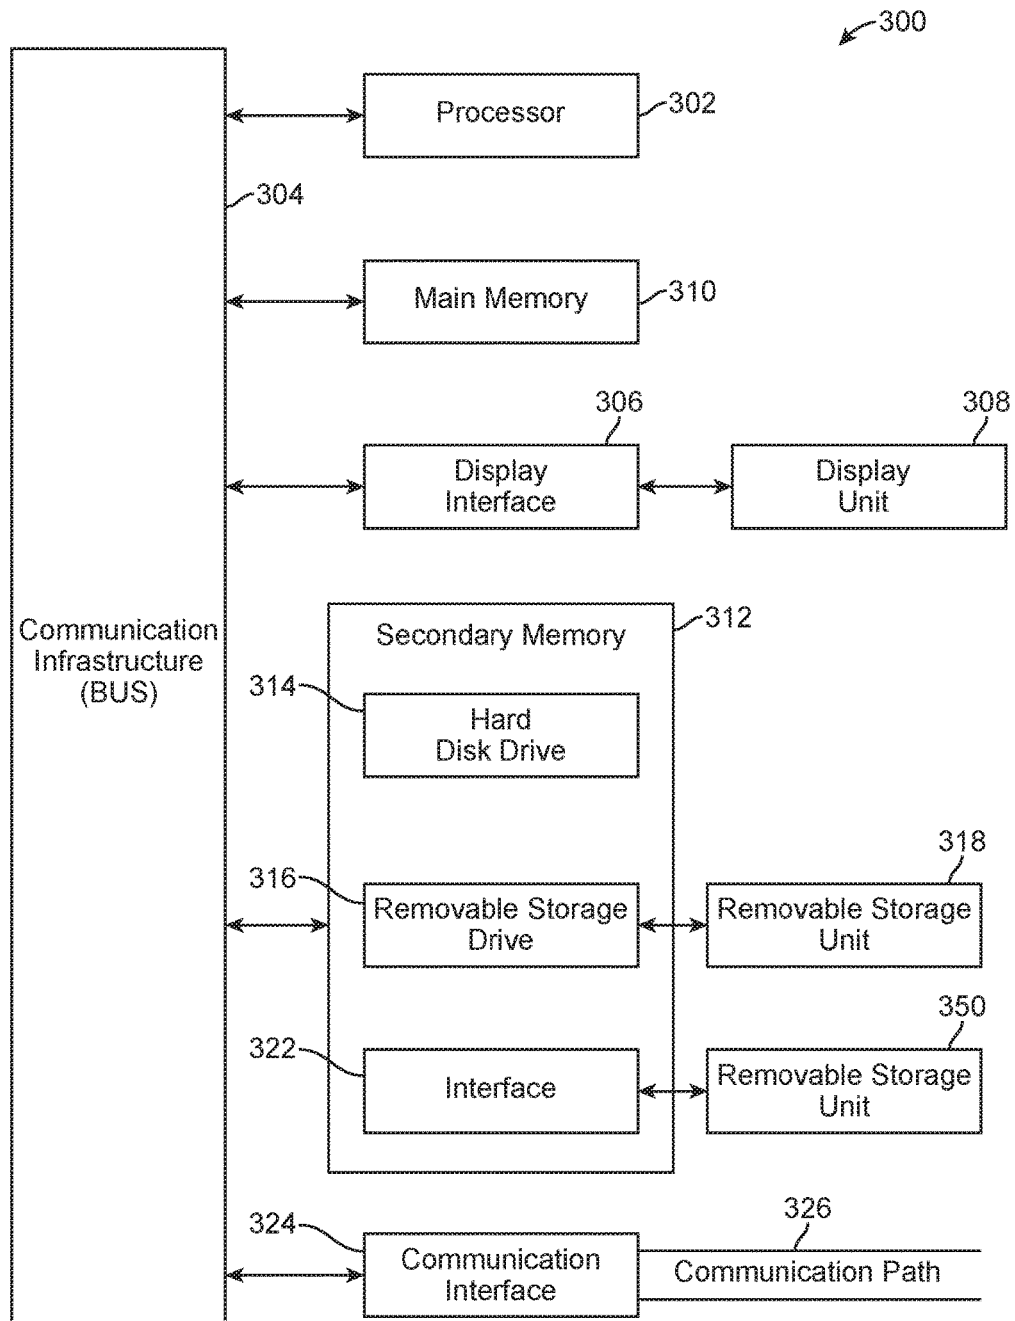 300
Processor
302
304
Main Memory
310
306
308
Display
Interface
Display
Unit
Communication
Infrastructure
(BUS)
312
Secondary Memory
314
Hard
Disk Drive
316
Removable Storage
Drive
318
Removable Storage
Unit
322
Interface
350
Removable Storage
Unit
324
Communication
Interface
326
Communication Path